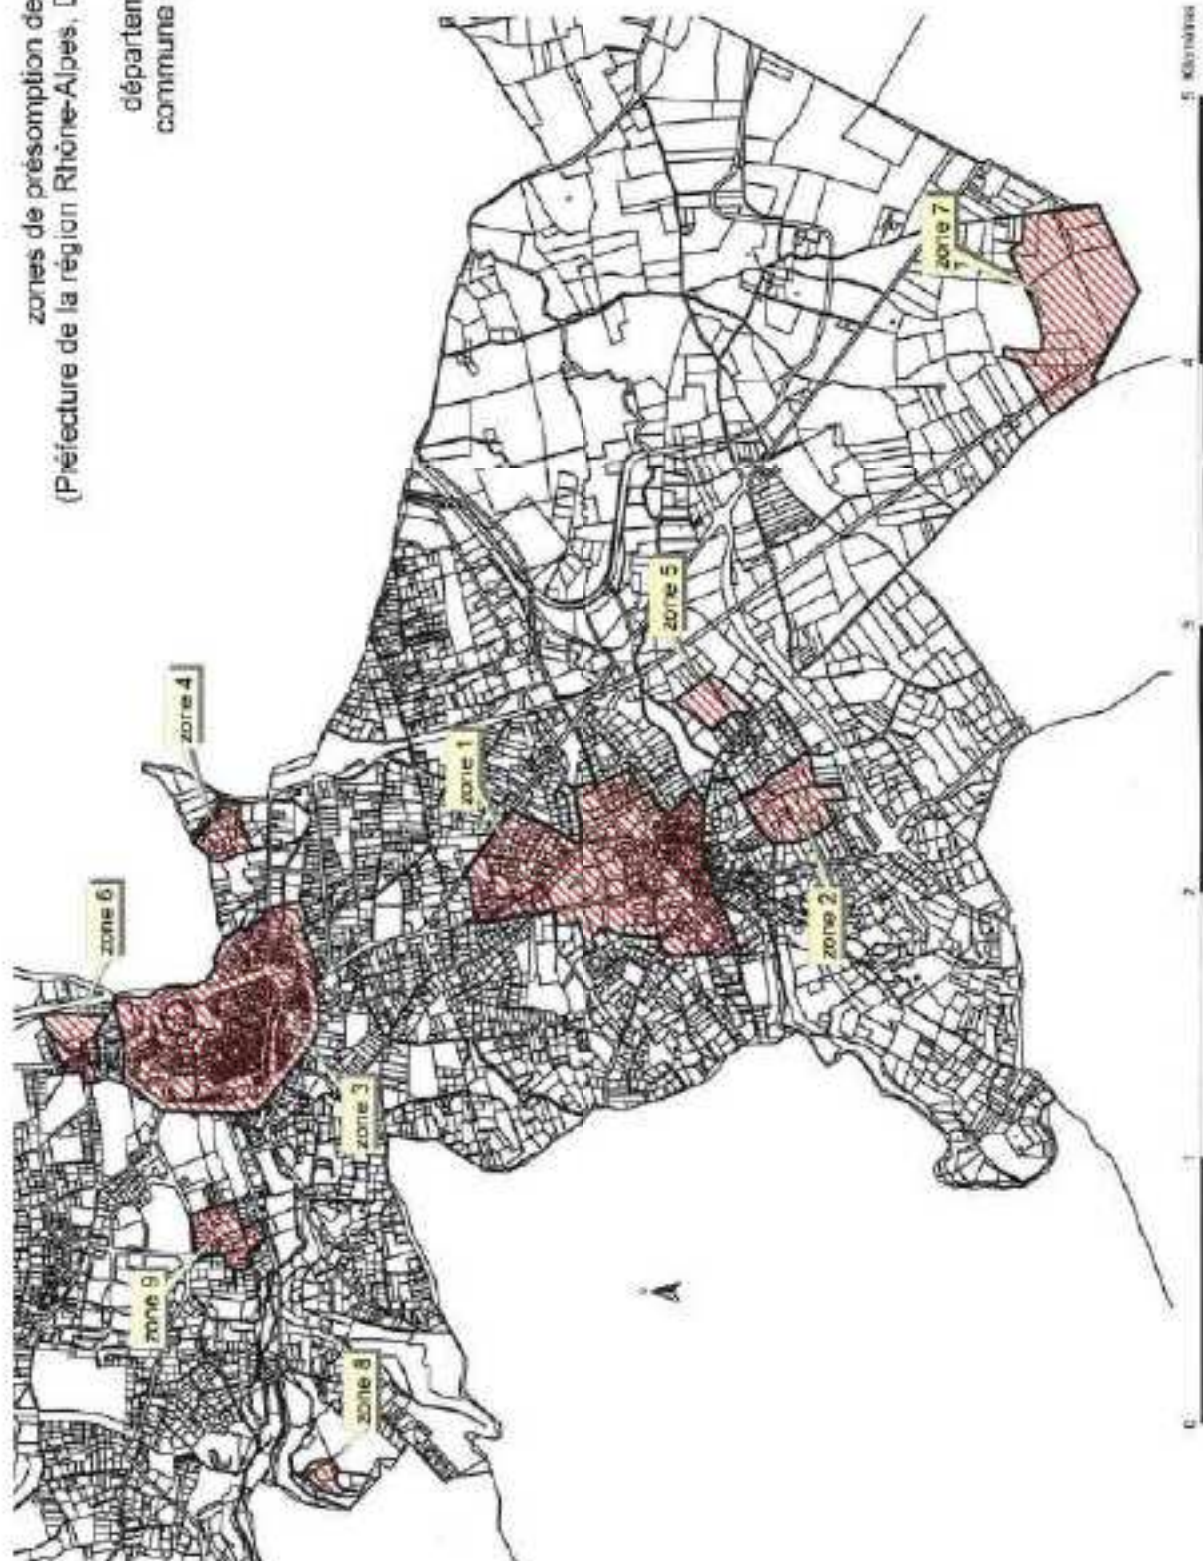 zones de présomption de
(Préfecture de la région Rhône-Alpes, D
départem
commune
zone 6
zone 4
zone 9
zone 3
zone 1
zone 8
zone 5
zone 2
zone 7
0 1 2 3 4 5 Kilomètres